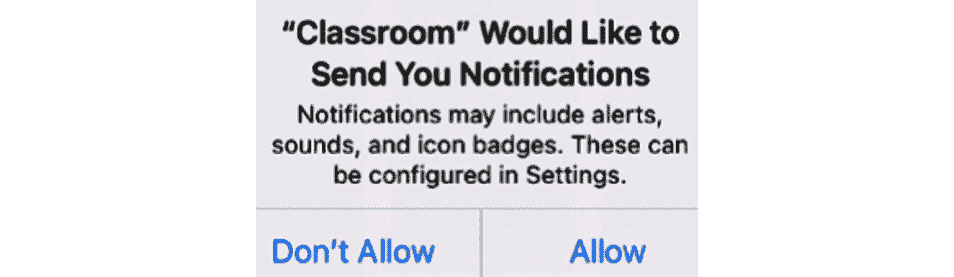 “Classroom” Would Like to
Send You Notifications
Notifications may include alerts,
sounds, and icon badges. These can
be configured in Settings.
Don’t Allow
Allow